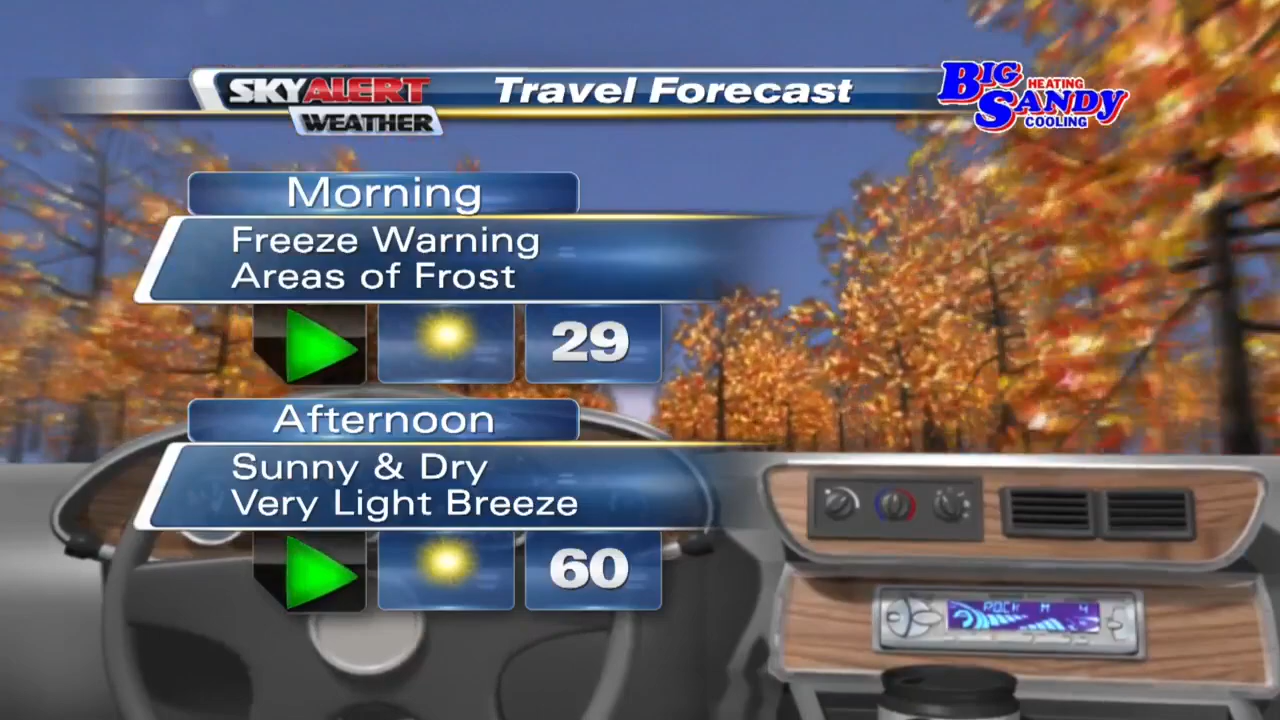 SKYALERT
WEATHER
Travel Forecast
BIG
HEATING
SANDY
COOLING
Morning
Freeze Warning
Areas of Frost
29
Afternoon
Sunny & Dry
Very Light Breeze
60